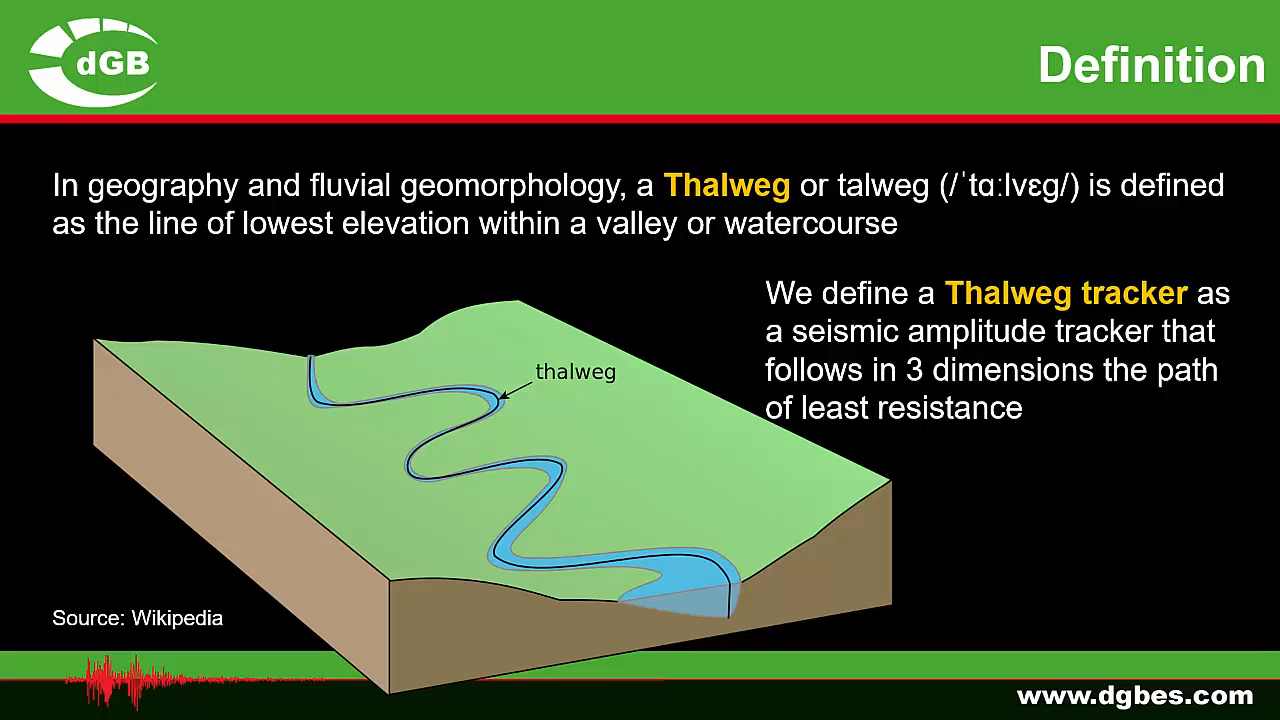 dGB
Definition
In geography and fluvial geomorphology, a Thalweg or talweg (/ˈtɑːlvɛɡ/) is defined
as the line of lowest elevation within a valley or watercourse
We define a Thalweg tracker as
a seismic amplitude tracker that
follows in 3 dimensions the path
of least resistance
thalweg
Source: Wikipedia
www.dgbes.com